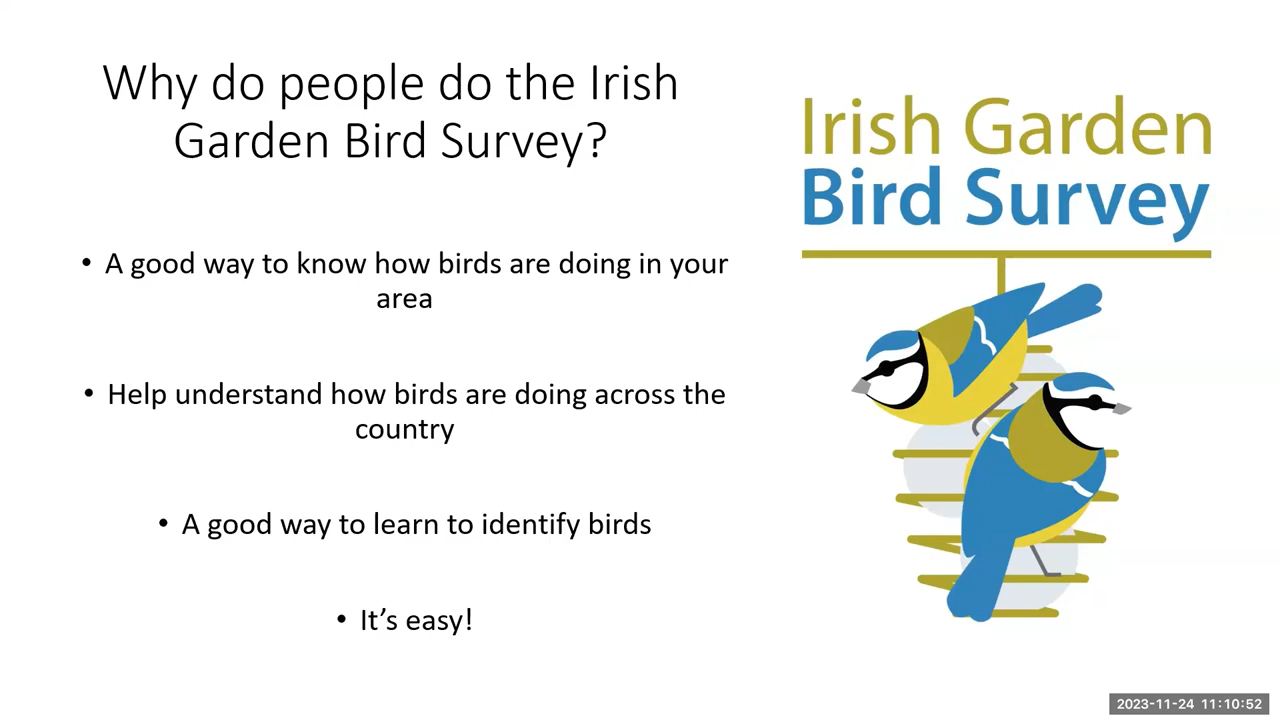 Why do people do the Irish
Garden Bird Survey?
• A good way to know how birds are doing in your
area
• Help understand how birds are doing across the
country
• A good way to learn to identify birds
• It’s easy!
Irish Garden
Bird Survey
2023-11-24 11:10:52